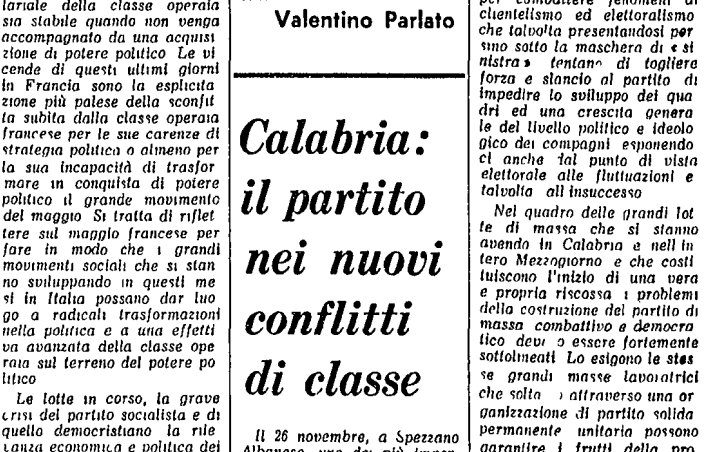 lariale della classe operaia
sia stabile quando non venga
accompagnato da una acquisi
zione di potere politico Le vi
cende di questi ultimi giorni
in Francia sono la esplicita
zione più palese della sconfit
ta subita dalla classe operaia
francese per le sue carenze di
strategia politica o almeno per
la sua incapacità di trasfor
mare in conquista di potere
politico il grande movimento
del maggio Si tratta di riflet
tere sul maggio francese per
fare in modo che i grandi
movimenti sociali che si stan
no sviluppando in questi me
si in Italia possano dar luo
go a radicali trasformazioni
nella politica e a una effetti
va avanzata della classe ope
raia sul terreno del potere po
litico
Le lotte in corso, la grave
crisi del partito socialista e di
quello democristiano la rile
vanza economica e politica dei
Valentino Parlato
Calabria:
il partito
nei nuovi
conflitti
di classe
Il 26 novembre, a Spezzano
Albanese, uno dei più impor
per combattere fenomeni di
clientelismo ed elettoralismo
che talvolta presentandosi per
sino sotto la maschera di « si
nistra » tentano di togliere
forza e slancio al partito di
impedire lo sviluppo dei qua
dri ed una crescita genera
le del livello politico e ideolo
gico dei compagni esponendo
ci anche dal punto di vista
elettorale alle fluttuazioni e
talvolta all insuccesso
Nel quadro delle grandi lot
te di massa che si stanno
avendo in Calabria e nell in
tero Mezzogiorno e che costi
tuiscono l'inizio di una vera
e propria riscossa i problemi
della costruzione del partito di
massa combattivo e democra
tico devo o essere fortemente
sottolineati Lo esigono le stes
se grandi masse lavoratrici
che solta o attraverso una or
ganizzazione di partito solida
permanente unitaria possono
garantire i frutti della pro